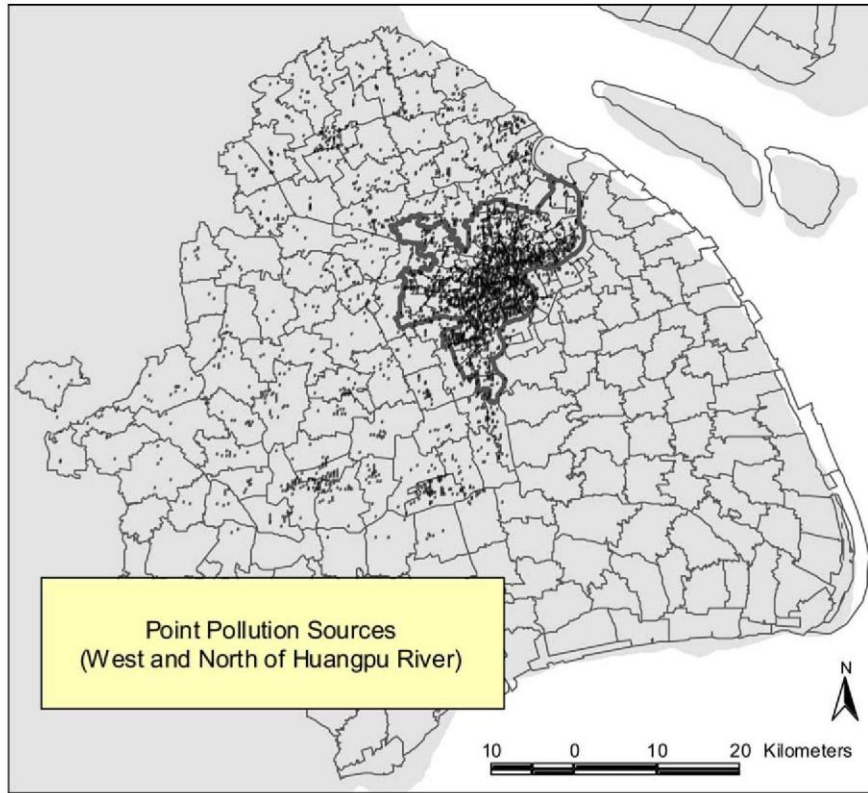 Point Pollution Sources
(West and North of Huangpu River)
N
10 0 10 20 Kilometers